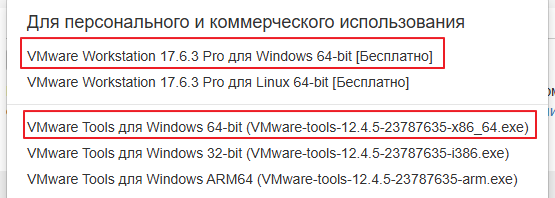 Для персонального и коммерческого использования
VMware Workstation 17.6.3 Pro для Windows 64-bit [Бесплатно]
VMware Workstation 17.6.3 Pro для Linux 64-bit [Бесплатно]
VMware Tools для Windows 64-bit (VMware-tools-12.4.5-23787635-x86_64.exe)
VMware Tools для Windows 32-bit (VMware-tools-12.4.5-23787635-i386.exe)
VMware Tools для Windows ARM64 (VMware-tools-12.4.5-23787635-arm.exe)